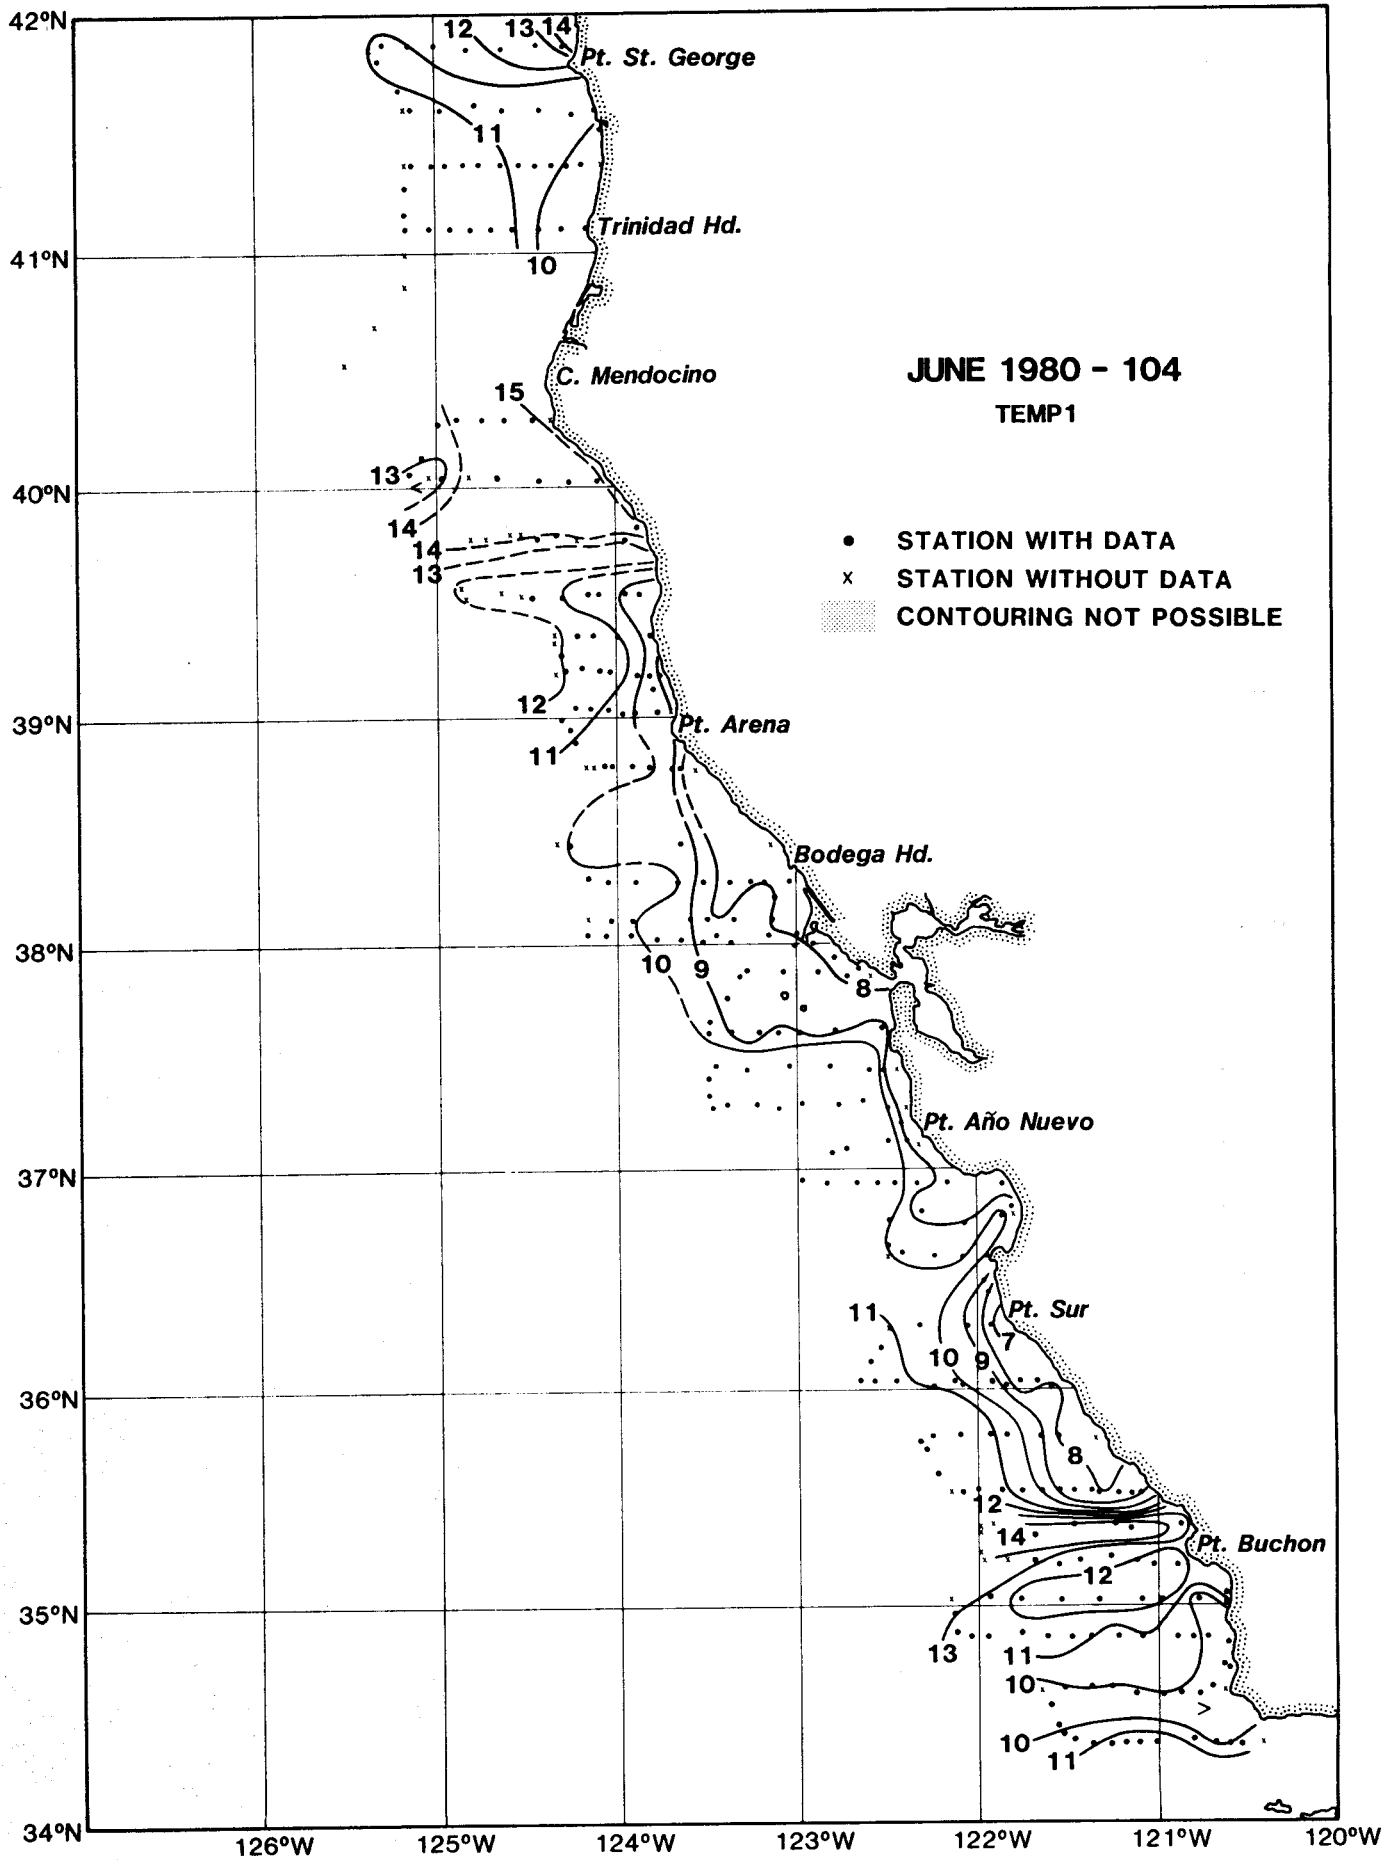 42°N
12
13
14
Pt. St. George
11
Trinidad Hd.
41°N
10
C. Mendocino
JUNE 1980 - 104
15
TEMP1
13
40°N
14
14
13
• STATION WITH DATA
x STATION WITHOUT DATA
CONTOURING NOT POSSIBLE
12
39°N
Pt. Arena
11
Bodega Hd.
38°N
10
9
8
Pt. Año Nuevo
37°N
11
Pt. Sur
7
10
9
36°N
8
12
14
Pt. Buchon
12
35°N
13
11
10
<
10
11
34°N
126°W
125°W
124°W
123°W
122°W
121°W
120°W